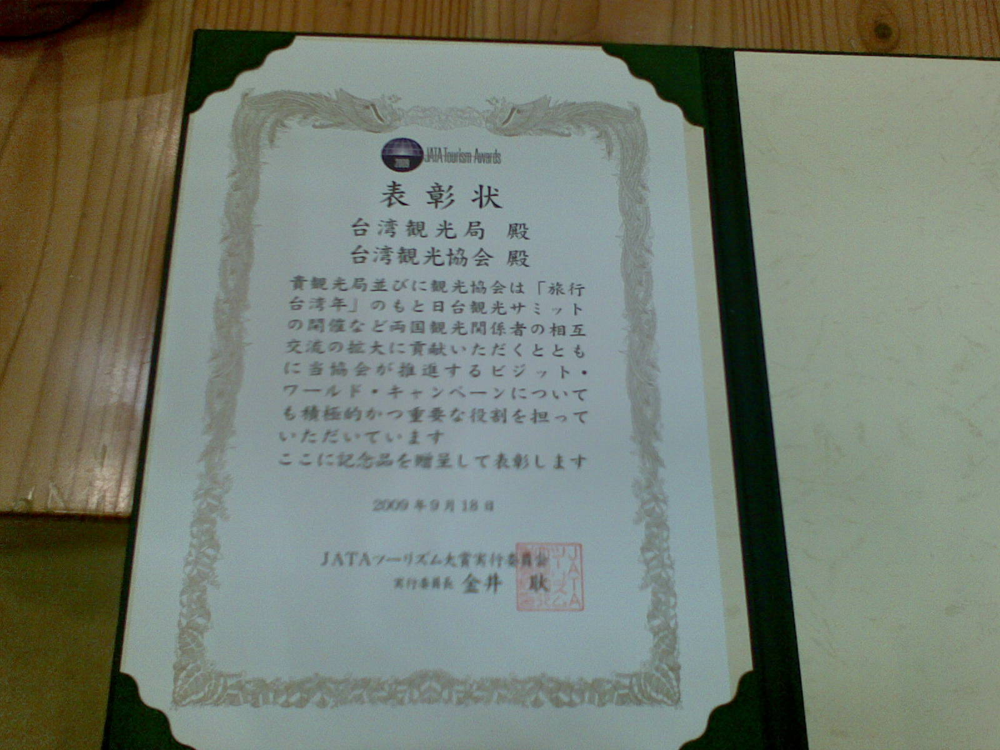 2009 JATA Tourism Awards
表彰状
台湾観光局 殿
台湾観光協会 殿
貴観光局並びに観光協会は「旅行
台湾年」のもと日台観光サミット
の開催など両国観光関係者の相互
交流の拡大に貢献いただくととも
に当協会が推進するビジット・
ワールド・キャンペーンについて
も積極的かつ重要な役割を担って
いただいています
ここに記念品を贈呈して表彰します
2009年9月18日
JATAツーリズム大賞実行委員会
実行委員長 金井 耿